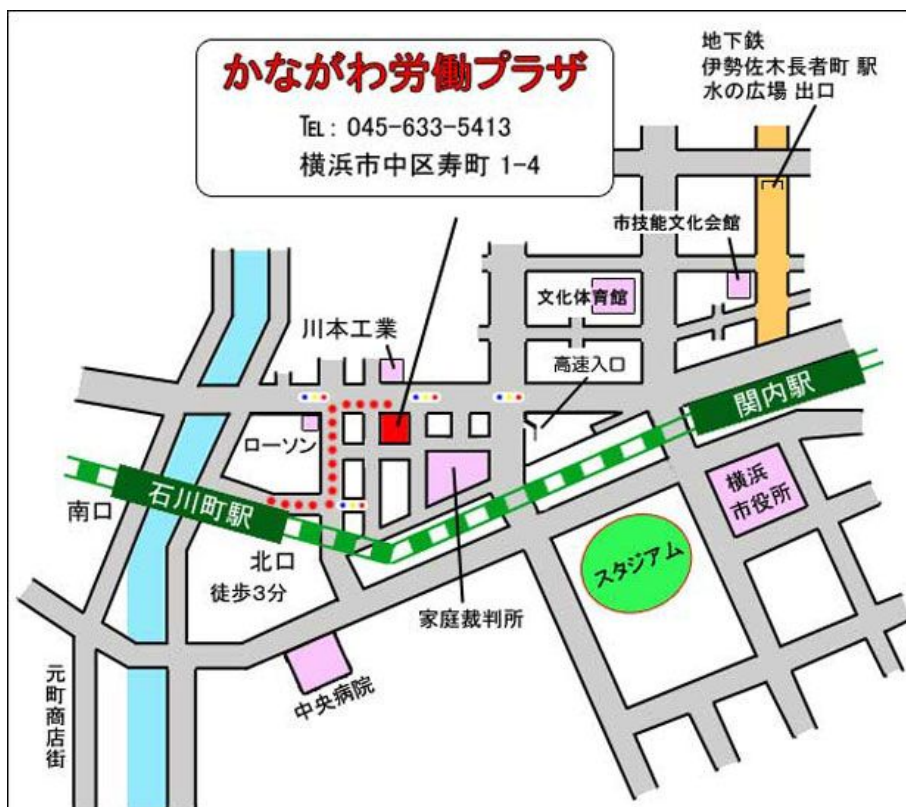 かながわ労働プラザ
℡: 045-633-5413
横浜市中区寿町 1-4
地下鉄
伊勢佐木長者町 駅
水の広場 出口
市技能文化会館
文化体育館
川本工業
高速入口
関内駅
ローソン
石川町駅
南口
北口
徒歩3分
横浜
市役所
スタジアム
家庭裁判所
中央病院
元町商店街